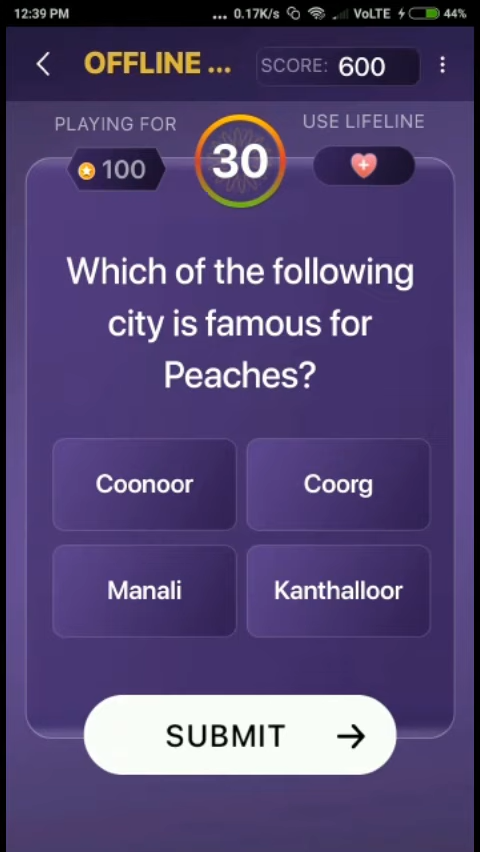 12:39 PM ... 0.17K/s VoLTE 44%
OFFLINE ... SCORE: 600
PLAYING FOR USE LIFELINE
100 30
Which of the following
city is famous for
Peaches?
Coonoor Coorg
Manali Kanthalloor
SUBMIT